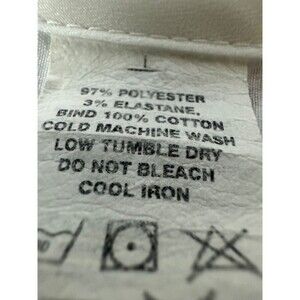 L
97% POLYESTER
3% ELASTANE,
BIND 100% COTTON
COLD MACHINE WASH
LOW TUMBLE DRY
DO NOT BLEACH
COOL IRON